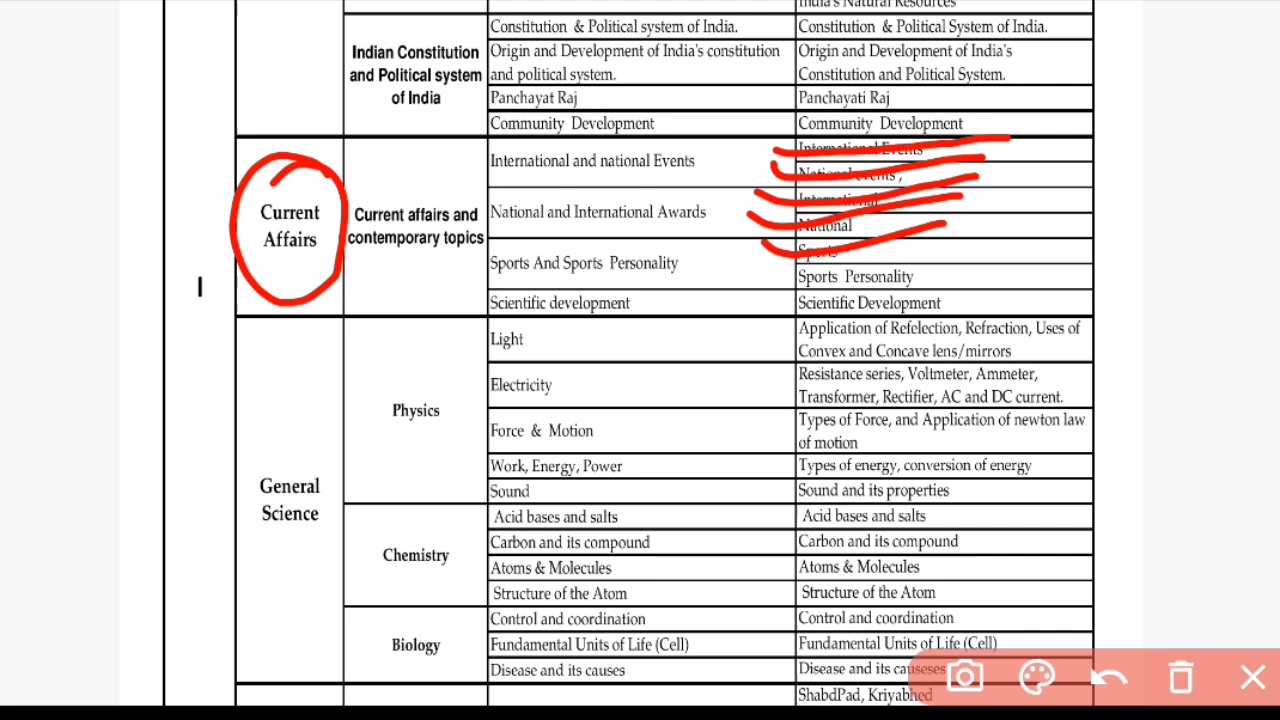 India's Natural Resources
Constitution & Political system of India.
Constitution & Political System of India.
Indian Constitution
and Political system
of India
Origin and Development of India's constitution
and political system.
Origin and Development of India's
Constitution and Political System.
Panchayat Raj
Panchayati Raj
Community Development
Community Development
I
Current
Affairs
Current affairs and
contemporary topics
International and national Events
International Events
National events ,
National and International Awards
International
National
Sports And Sports Personality
Sports
Sports Personality
Scientific development
Scientific Development
General
Science
Physics
Light
Application of Refelection, Refraction, Uses of
Convex and Concave lens/mirrors
Electricity
Resistance series, Voltmeter, Ammeter,
Transformer, Rectifier, AC and DC current.
Force & Motion
Types of Force, and Application of newton law
of motion
Work, Energy, Power
Types of energy, conversion of energy
Sound
Sound and its properties
Chemistry
Acid bases and salts
Acid bases and salts
Carbon and its compound
Carbon and its compound
Atoms & Molecules
Atoms & Molecules
Structure of the Atom
Structure of the Atom
Biology
Control and coordination
Control and coordination
Fundamental Units of Life (Cell)
Fundamental Units of Life (Cell)
Disease and its causes
Disease and its causeses
ShabdPad, Kriyabhed